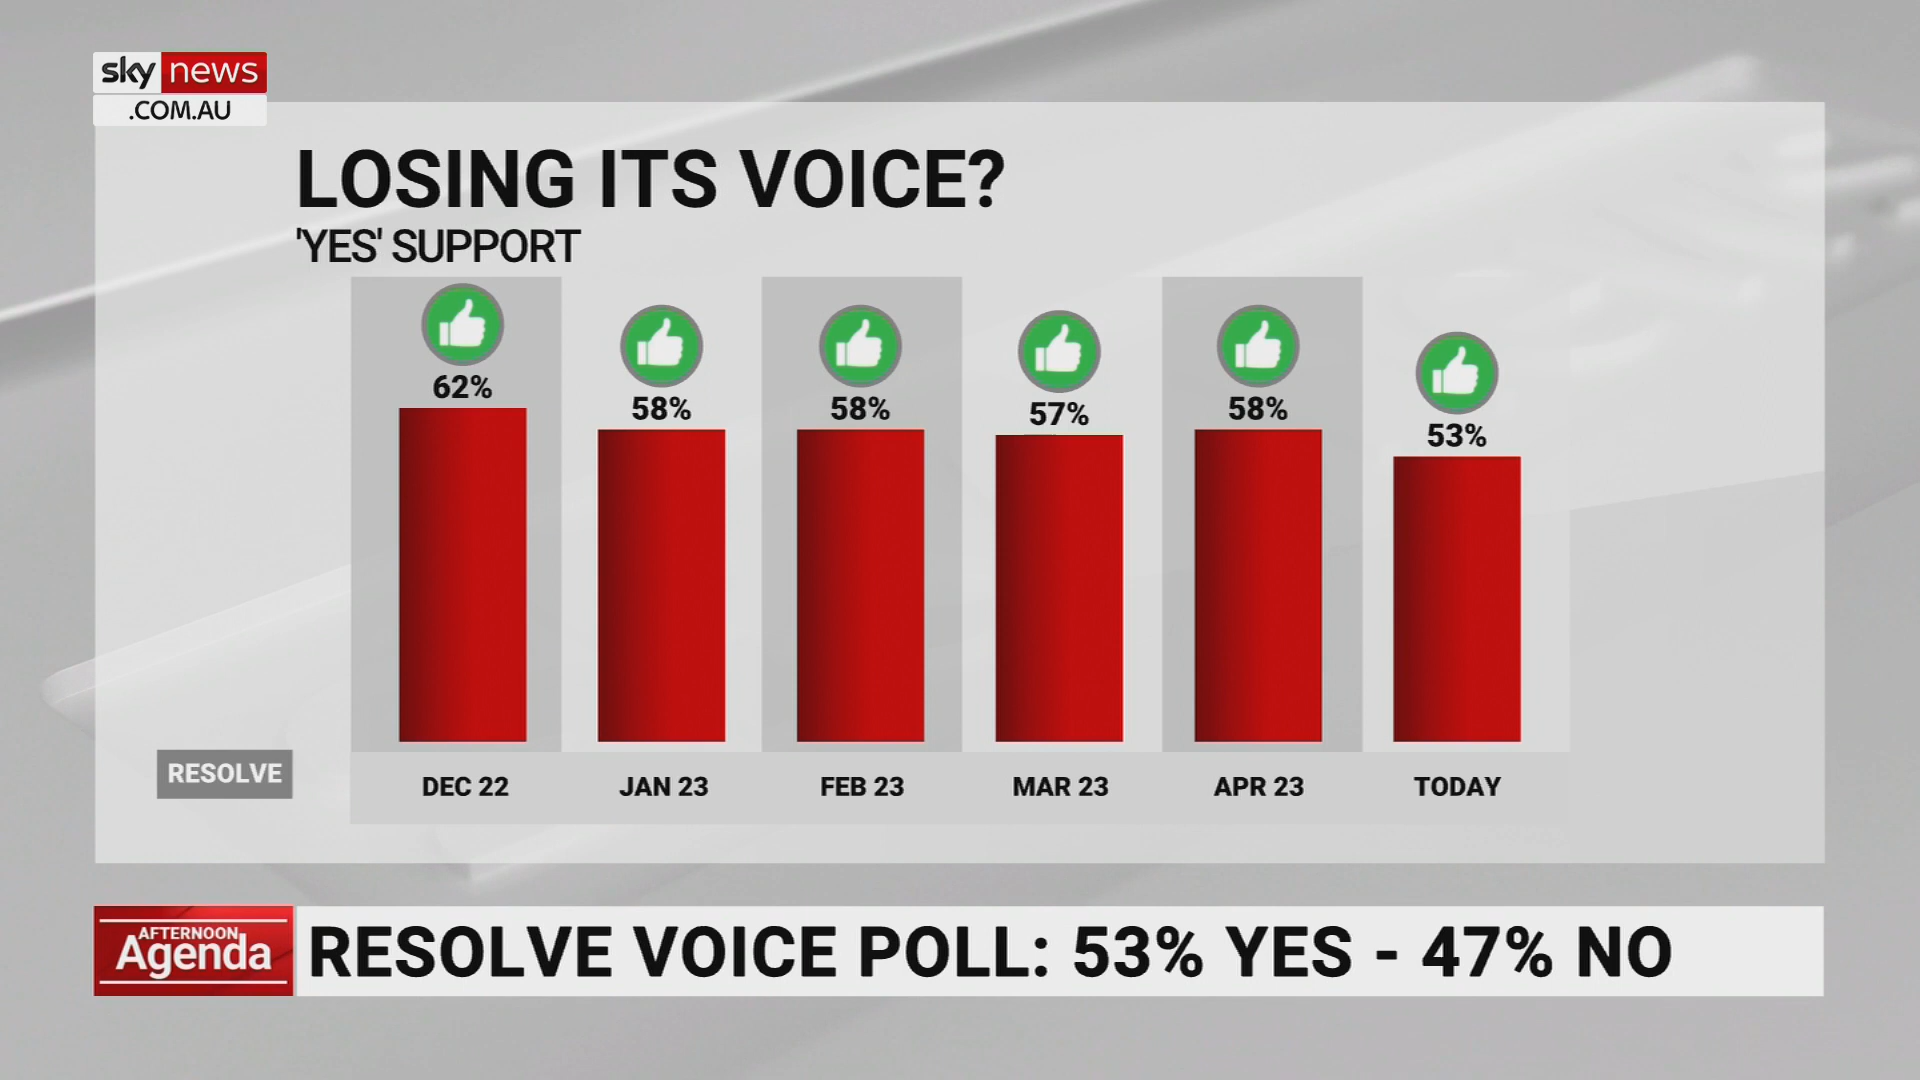 sky news
.COM.AU
LOSING ITS VOICE?
'YES' SUPPORT
62%
58%
58%
57%
58%
53%
RESOLVE
DEC 22
JAN 23
FEB 23
MAR 23
APR 23
TODAY
AFTERNOON
Agenda
RESOLVE VOICE POLL: 53% YES - 47% NO